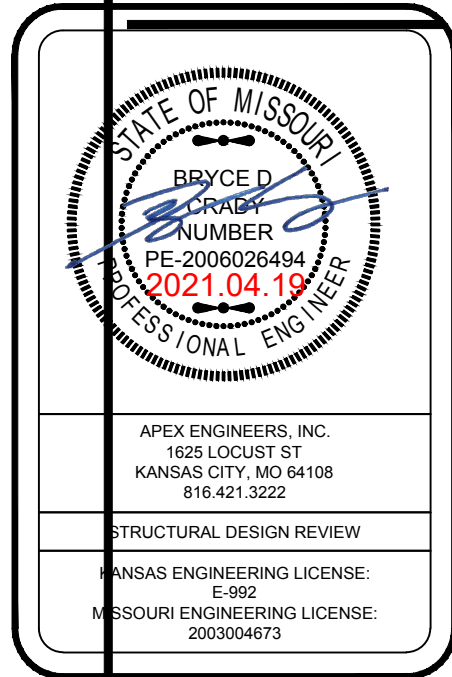 STATE OF MISSOURI
BRYCE D
CRADY
NUMBER
PE-2006026494
2021.04.19
PROFESSIONAL ENGINEER
APEX ENGINEERS, INC.
1625 LOCUST ST
KANSAS CITY, MO 64108
816.421.3222
STRUCTURAL DESIGN REVIEW
KANSAS ENGINEERING LICENSE:
E-992
MISSOURI ENGINEERING LICENSE:
2003004673